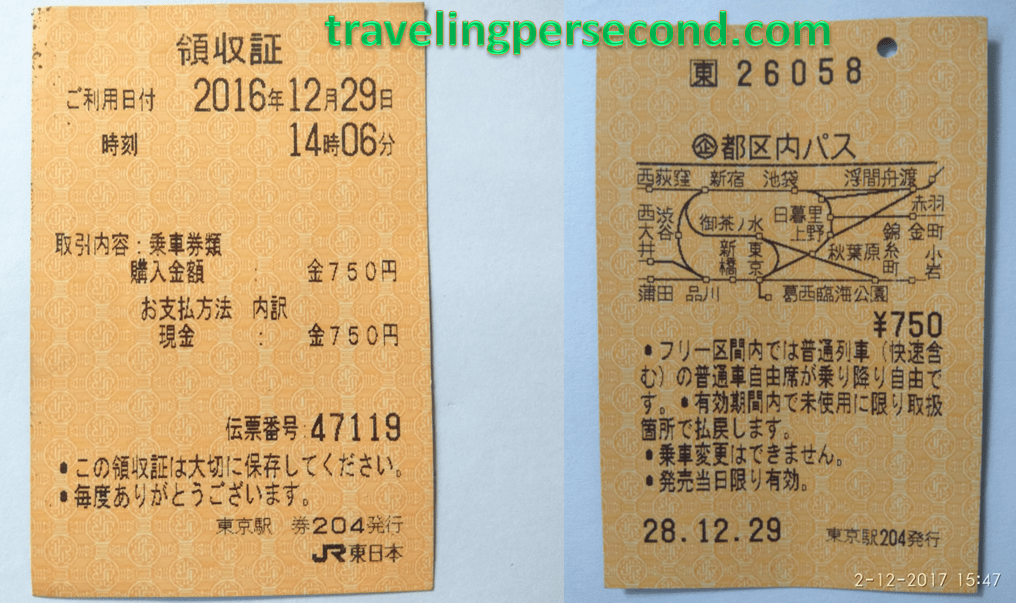 travelingpersecond.com
領収証
ご利用日付 2016年12月29日
時刻 14時06分
取引内容：乗車券類
購入金額 ： 金750円
お支払方法 内訳
現金 ： 金750円
伝票番号 47119
•この領収証は大切に保存してください。
•毎度ありがとうございます。
東京駅 券204発行
JR東日本
東 26058
㊭都区内パス
西荻窪 新宿 池袋 浮間舟渡
赤羽
西大井
渋谷
御茶ノ水
日暮里
上野
金町
新橋
東京
秋葉原
錦糸町
小岩
蒲田 品川 葛西臨海公園
¥750
•フリー区間内では普通列車（快速含
む）の普通車自由席が乗り降り自由で
す。•有効期間内で未使用に限り取扱
箇所で払戻します。
•乗車変更はできません。
•発売当日限り有効。
28.12.29 東京駅204発行
2-12-2017 15:47